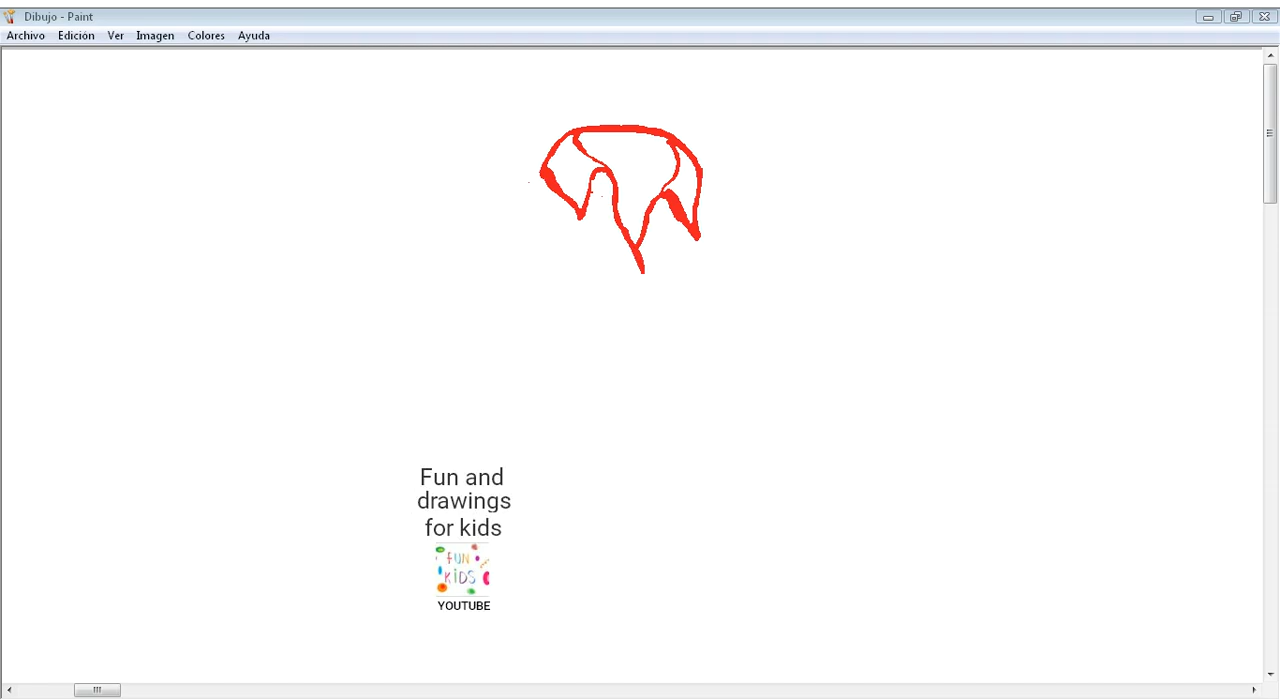 Dibujo - Paint
Archivo Edición Ver Imagen Colores Ayuda
Fun and
drawings
for kids
fUN
KiDS
YOUTUBE